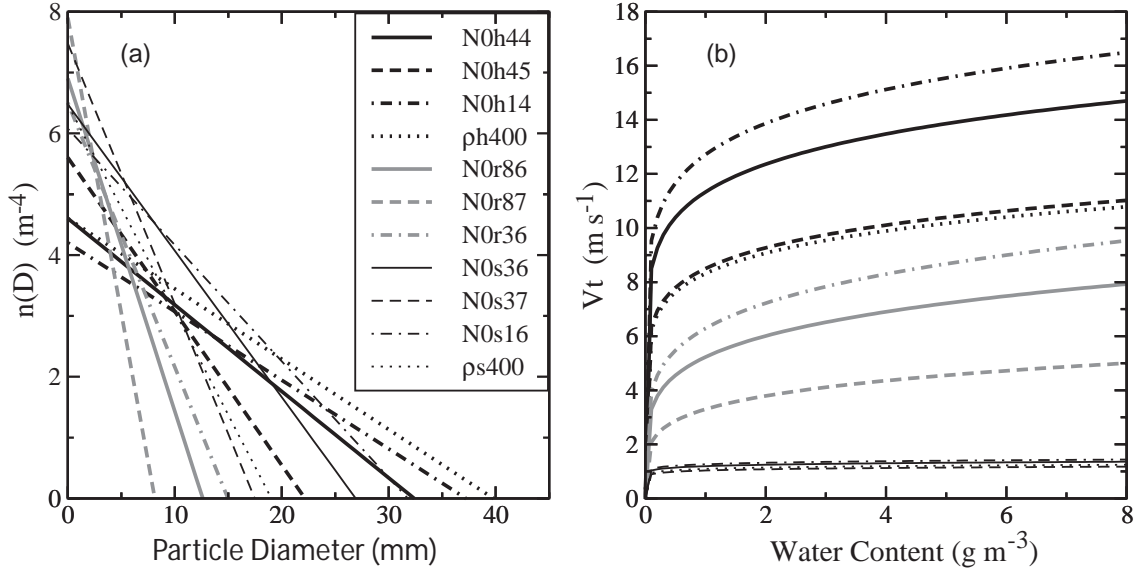 (a)
N0h44
N0h45
N0h14
ρh400
N0r86
N0r87
N0r36
N0s36
N0s37
N0s16
ρs400
8
6
4
2
0
n(D) (m-4)
0 10 20 30 40
Particle Diameter (mm)
(b)
18
16
14
12
10
8
6
4
2
0
Vt (m s-1)
0 2 4 6 8
Water Content (g m-3)